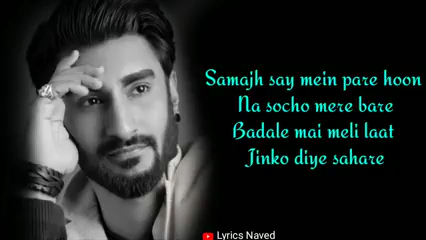 Samajh say mein pare hoon
Na socho mere bare
Badale mai meli laat
Jinko diye sahare
Lyrics Naved